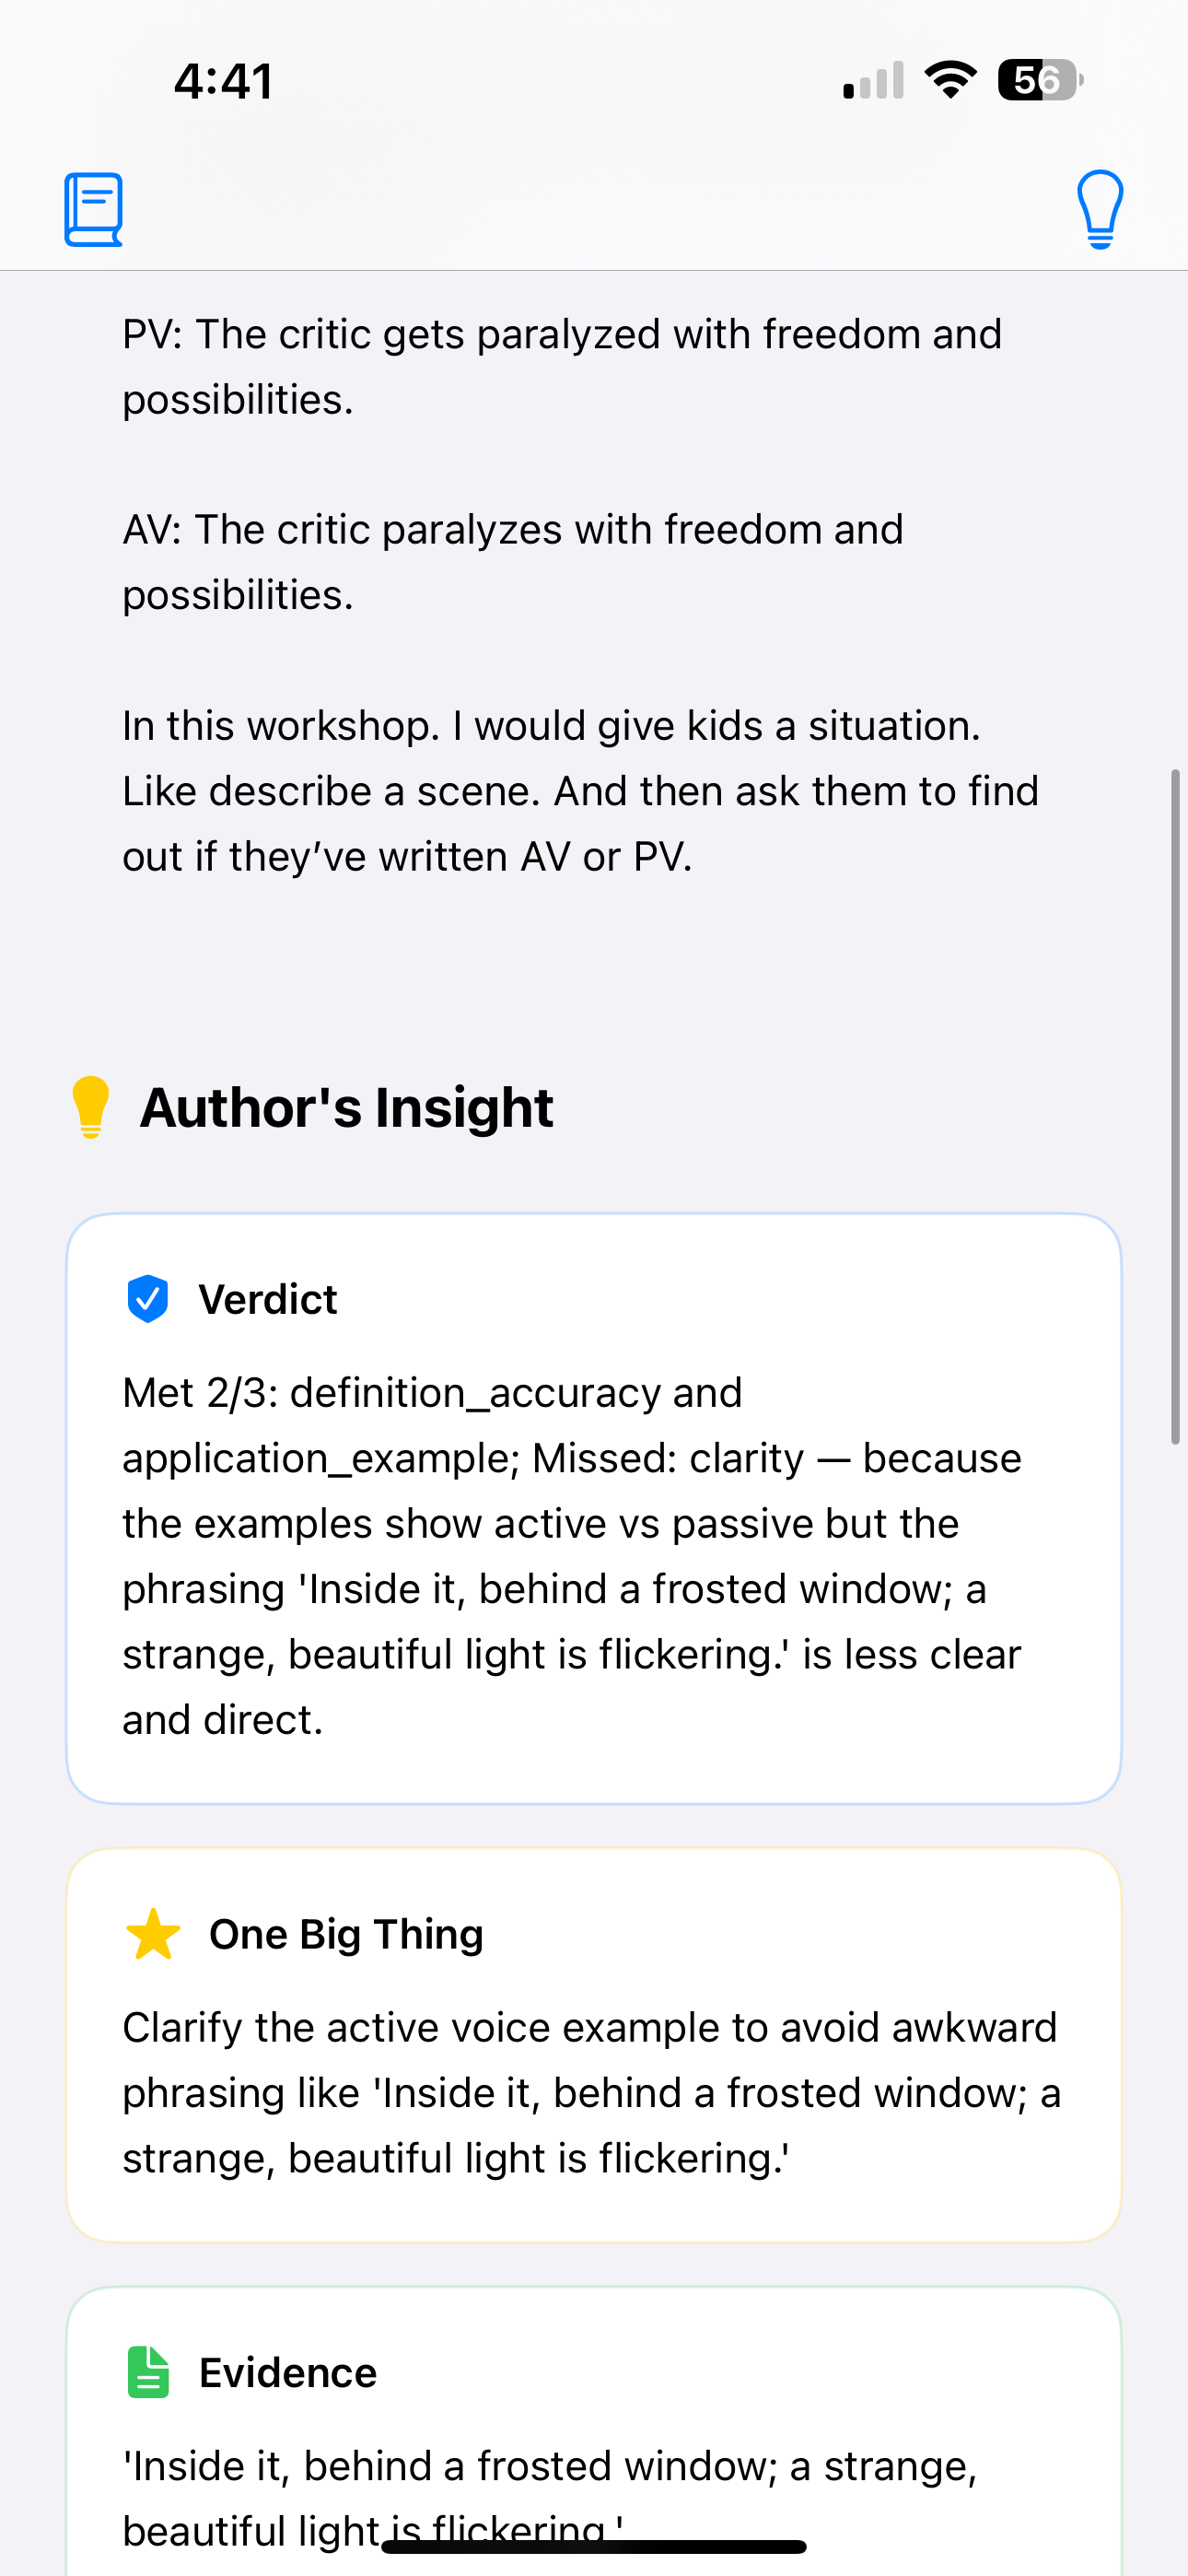 4:41
56
PV: The critic gets paralyzed with freedom and
possibilities.
AV: The critic paralyzes with freedom and
possibilities.
In this workshop. I would give kids a situation.
Like describe a scene. And then ask them to find
out if they’ve written AV or PV.
Author's Insight
Verdict
Met 2/3: definition_accuracy and
application_example; Missed: clarity — because
the examples show active vs passive but the
phrasing 'Inside it, behind a frosted window; a
strange, beautiful light is flickering.' is less clear
and direct.
One Big Thing
Clarify the active voice example to avoid awkward
phrasing like 'Inside it, behind a frosted window; a
strange, beautiful light is flickering.'
Evidence
'Inside it, behind a frosted window; a strange,
beautiful light is flickering.'